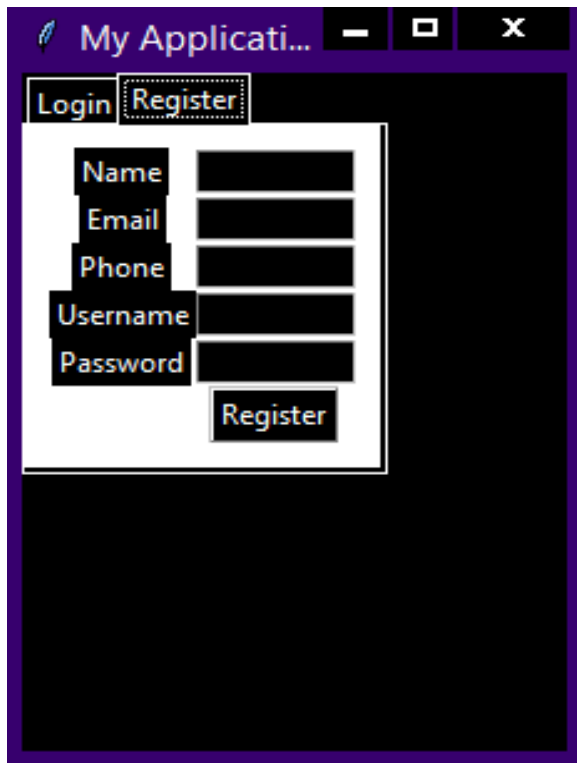 My Applicati...
Login Register
Name
Email
Phone
Username
Password
Register